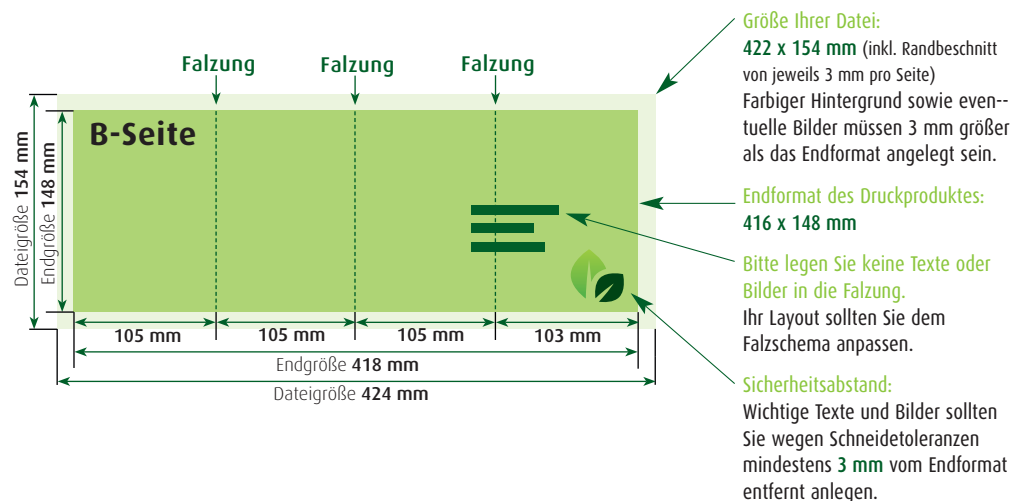 Falzung
Falzung
Falzung
B-Seite
Dateigröße 154 mm
Endgröße 148 mm
105 mm
105 mm
105 mm
103 mm
Endgröße 418 mm
Dateigröße 424 mm
Größe Ihrer Datei:
422 x 154 mm (inkl. Randbeschnitt
von jeweils 3 mm pro Seite)
Farbiger Hintergrund sowie even--
tuelle Bilder müssen 3 mm größer
als das Endformat angelegt sein.
Endformat des Druckproduktes:
416 x 148 mm
Bitte legen Sie keine Texte oder
Bilder in die Falzung.
Ihr Layout sollten Sie dem
Falzschema anpassen.
Sicherheitsabstand:
Wichtige Texte und Bilder sollten
Sie wegen Schneidetoleranzen
mindestens 3 mm vom Endformat
entfernt anlegen.